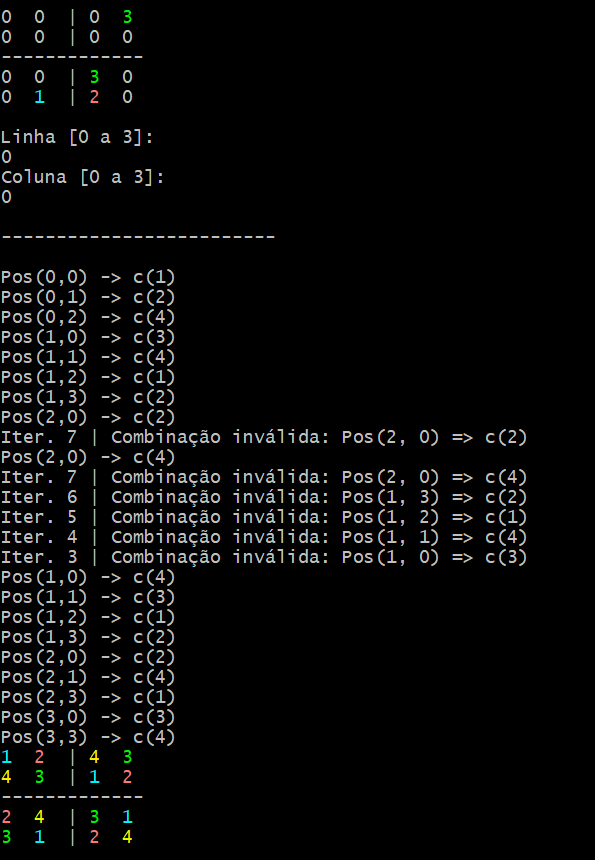 0  0  | 0  3
0  0  | 0  0
-------------
0  0  | 3  0
0  1  | 2  0
Linha [0 a 3]:
0
Coluna [0 a 3]:
0
-------------------------
Pos(0,0) -> c(1)
Pos(0,1) -> c(2)
Pos(0,2) -> c(4)
Pos(1,0) -> c(3)
Pos(1,1) -> c(4)
Pos(1,2) -> c(1)
Pos(1,3) -> c(2)
Pos(2,0) -> c(2)
Iter. 7 | Combinação inválida: Pos(2, 0) => c(2)
Pos(2,0) -> c(4)
Iter. 7 | Combinação inválida: Pos(2, 0) => c(4)
Iter. 6 | Combinação inválida: Pos(1, 3) => c(2)
Iter. 5 | Combinação inválida: Pos(1, 2) => c(1)
Iter. 4 | Combinação inválida: Pos(1, 1) => c(4)
Iter. 3 | Combinação inválida: Pos(1, 0) => c(3)
Pos(1,0) -> c(4)
Pos(1,1) -> c(3)
Pos(1,2) -> c(1)
Pos(1,3) -> c(2)
Pos(2,0) -> c(2)
Pos(2,1) -> c(4)
Pos(2,3) -> c(1)
Pos(3,0) -> c(3)
Pos(3,3) -> c(4)
1  2  | 4  3
4  3  | 1  2
-------------
2  4  | 3  1
3  1  | 2  4